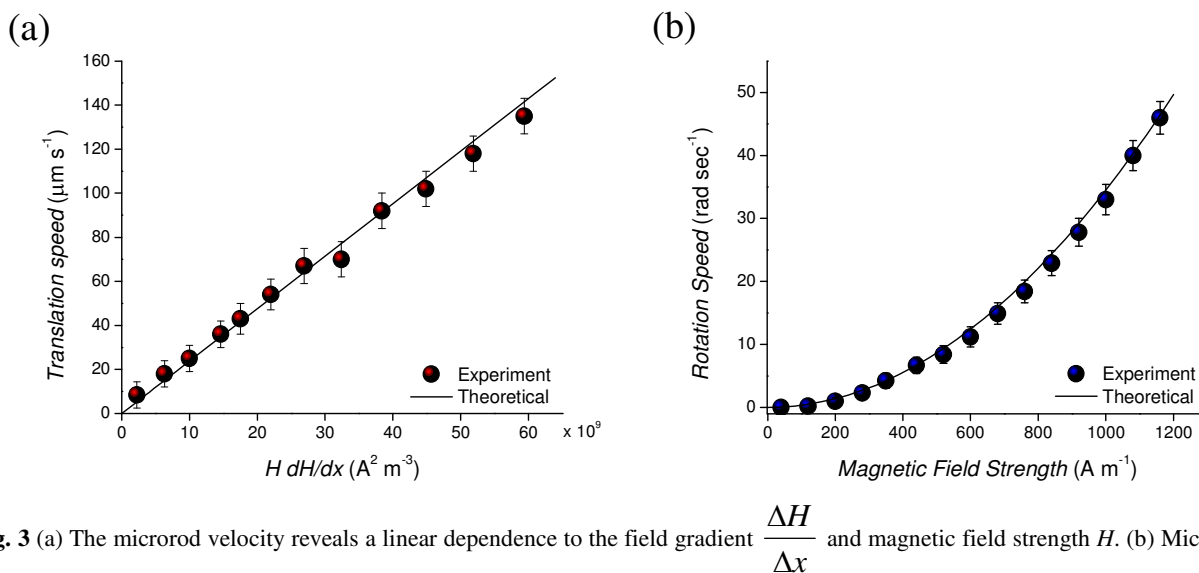 (a)
(b)
160
140
120
100
80
60
40
20
0
Translation speed (μm s⁻¹)
Experiment
Theoretical
0 10 20 30 40 50 60 x 10⁹
H dH/dx (A² m⁻³)
50
40
30
20
10
0
Rotation Speed (rad sec⁻¹)
Experiment
Theoretical
0 200 400 600 800 1000 1200
Magnetic Field Strength (A m⁻¹)
g. 3 (a) The microrod velocity reveals a linear dependence to the field gradient ΔH/Δx and magnetic field strength H. (b) Mic